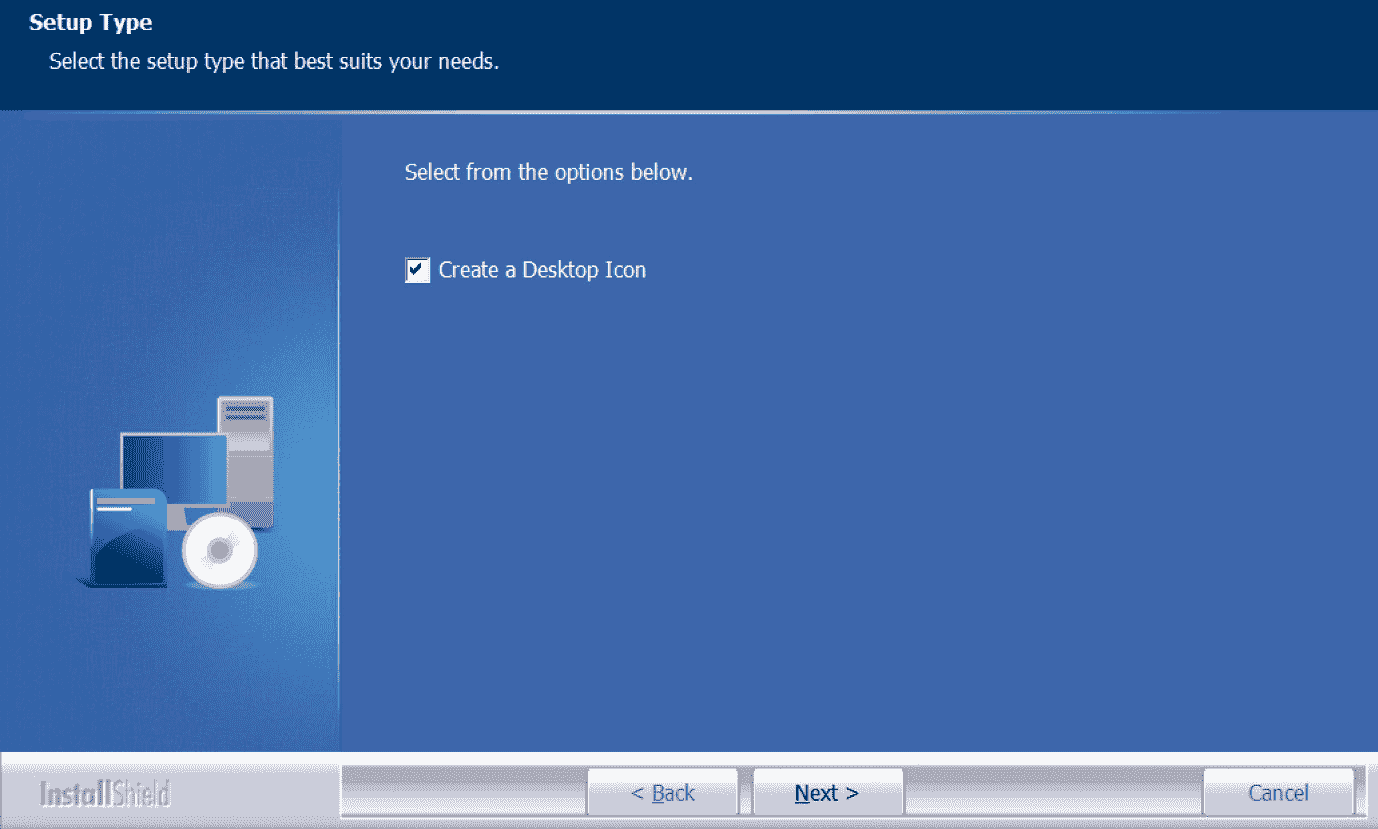 Setup Type
Select the setup type that best suits your needs.
Select from the options below.
Create a Desktop Icon
InstallShield
< Back
Next >
Cancel